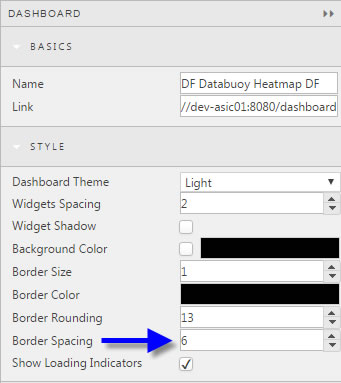 DASHBOARD
BASICS
Name DF Databuoy Heatmap DF
Link //dev-asic01:8080/dashboard
STYLE
Dashboard Theme Light
Widgets Spacing 2
Widget Shadow
Background Color
Border Size 1
Border Color
Border Rounding 13
Border Spacing 6
Show Loading Indicators